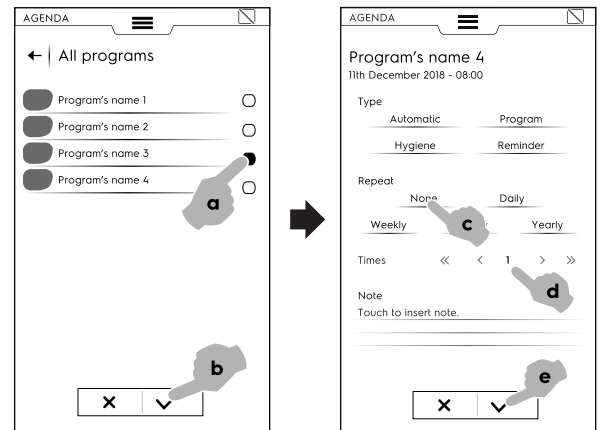 AGENDA
All programs
Program's name 1
Program's name 2
Program's name 3
Program's name 4
a
b
AGENDA
Program's name 4
11th December 2018 - 08:00
Type
Automatic Program
Hygiene Reminder
Repeat
None Daily
c
Weekly Yearly
Times « < 1 > »
d
Note
Touch to insert note.
e